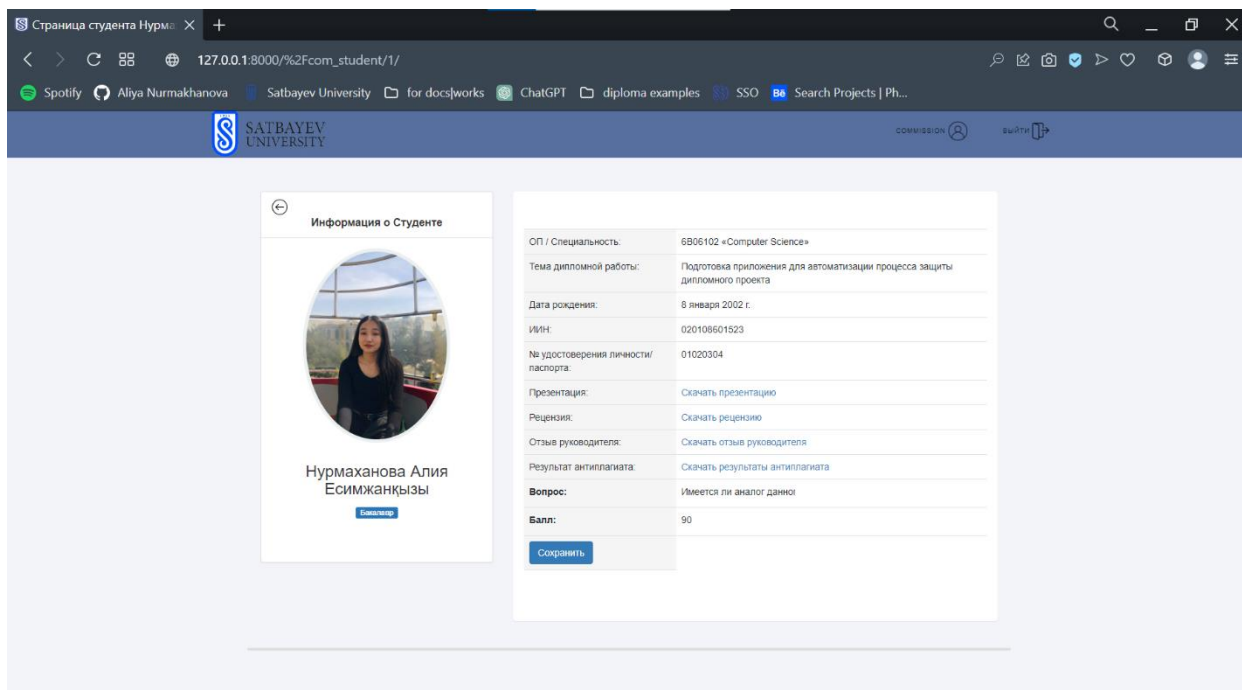 Страница студента Нурма
127.0.0.1:8000/%2Fcom_student/1/
Spotify Aliya Nurmakhanova Satbayev University for docs|works ChatGPT diploma examples SSO Bē Search Projects | Ph...
SATBAYEV
UNIVERSITY
COMMISSION ВЫЙТИ
Информация о Студенте
Нурмаханова Алия
Есимжанқызы
Бакалавр
ОП / Специальность: 6B06102 «Computer Science»
Тема дипломной работы: Подготовка приложения для автоматизации процесса защиты
дипломного проекта
Дата рождения: 8 января 2002 г.
ИИН: 020108601523
№ удостоверения личности/ 01020304
паспорта:
Презентация: Скачать презентацию
Рецензия: Скачать рецензию
Отзыв руководителя: Скачать отзыв руководителя
Результат антиплагиата: Скачать результаты антиплагиата
Вопрос: Имеется ли аналог данног
Балл: 90
Сохранить